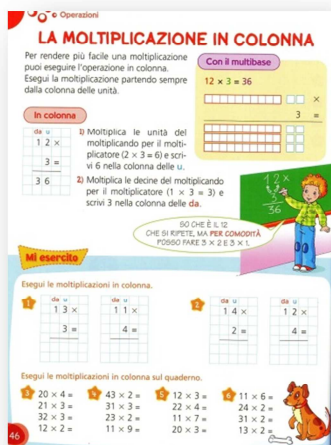 Operazioni
LA MOLTIPLICAZIONE IN COLONNA
Per rendere più facile una moltiplicazione
puoi eseguire l'operazione in colonna.
Esegui la moltiplicazione partendo sempre
dalla colonna delle unità.
Con il multibase
12 × 3 = 36
×
3 =
In colonna
da u
1 2 ×
3 =
3 6
1) Moltiplica le unità del
moltiplicando per il molti-
plicatore (2 × 3 = 6) e scri-
vi 6 nella colonna delle u.
2) Moltiplica le decine del moltiplicando
per il moltiplicatore (1 × 3 = 3) e
scrivi 3 nella colonna delle da.
12 ×
3 =
36
SO CHE È IL 12
CHE SI RIPETE, MA PER COMODITÀ
POSSO FARE 3 × 2 E 3 × 1.
Mi esercito
Esegui le moltiplicazioni in colonna.
1
da u
1 3 ×
3 =
da u
1 1 ×
4 =
2
da u
1 4 ×
2 =
da u
1 2 ×
4 =
Esegui le moltiplicazioni in colonna sul quaderno.
3 20 × 4 =
21 × 3 =
32 × 3 =
12 × 2 =
4 43 × 2 =
31 × 3 =
23 × 2 =
11 × 9 =
5 12 × 3 =
22 × 4 =
11 × 7 =
20 × 3 =
6 11 × 6 =
24 × 2 =
31 × 2 =
13 × 2 =
46